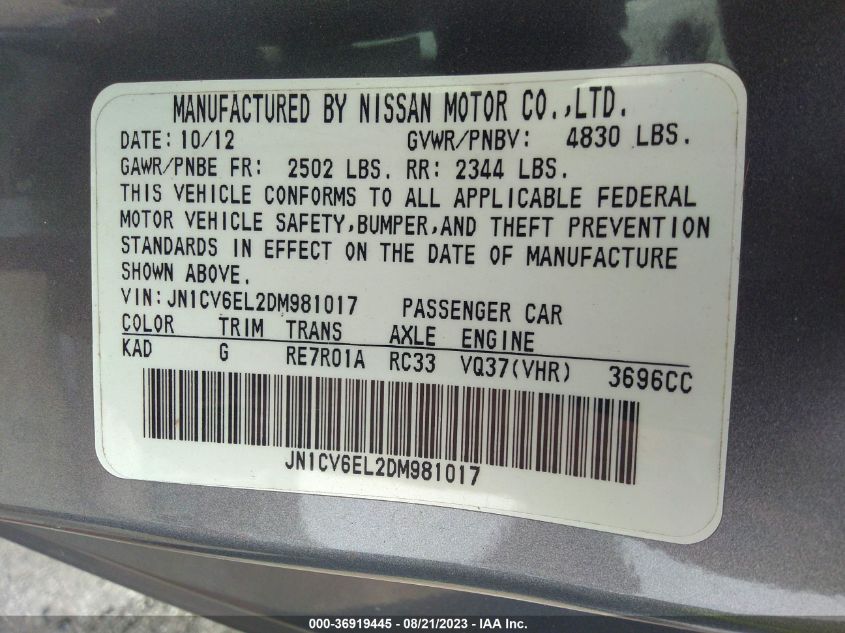 MANUFACTURED BY NISSAN MOTOR CO.,LTD.
DATE: 10/12 GVWR/PNBV: 4830 LBS.
GAWR/PNBE FR: 2502 LBS. RR: 2344 LBS.
THIS VEHICLE CONFORMS TO ALL APPLICABLE FEDERAL
MOTOR VEHICLE SAFETY,BUMPER,AND THEFT PREVENTION
STANDARDS IN EFFECT ON THE DATE OF MANUFACTURE
SHOWN ABOVE.
VIN: JN1CV6EL2DM981017 PASSENGER CAR
COLOR TRIM TRANS AXLE ENGINE
KAD G RE7R01A RC33 VQ37(VHR) 3696CC
JN1CV6EL2DM981017
000-36919445 - 08/21/2023 - IAA Inc.